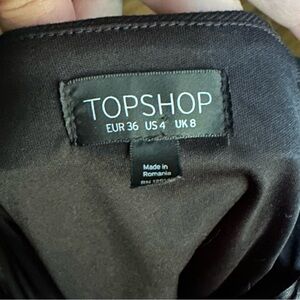 TOPSHOP
EUR 36 US 4 UK 8
Made in
Romania